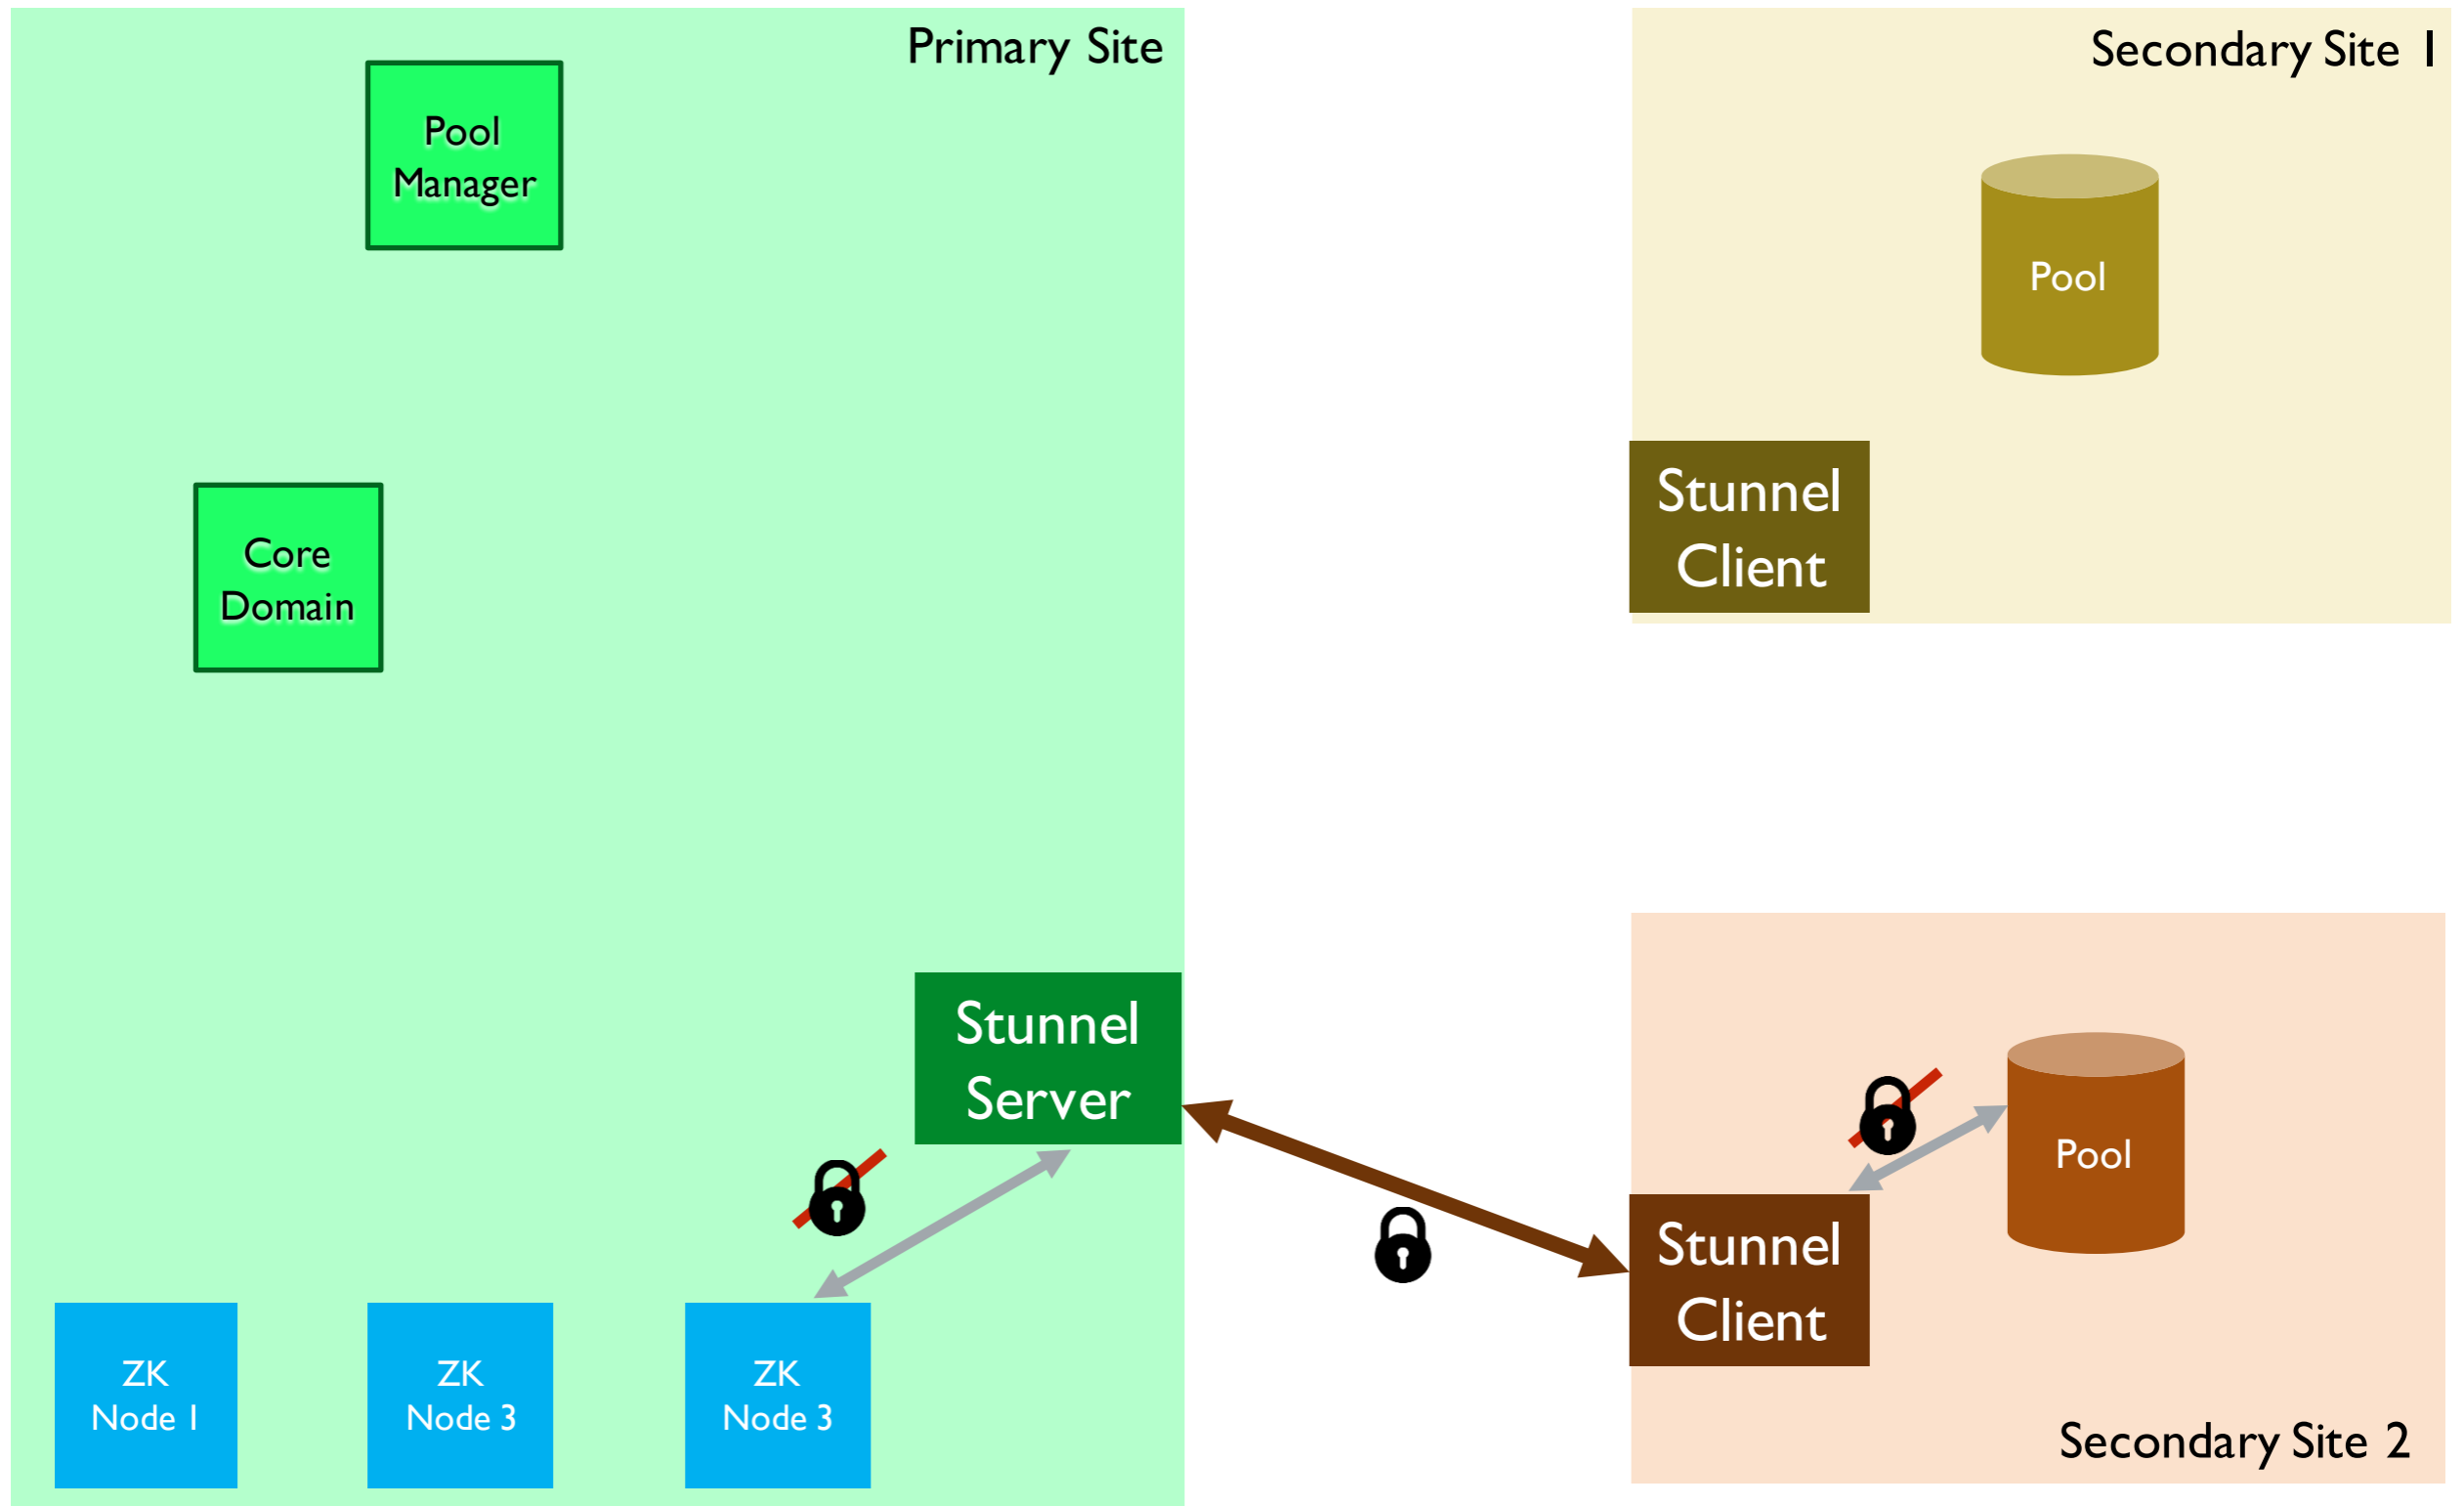 Primary Site
Pool
Manager
Core
Domain
Stunnel
Server
ZK
Node 1
ZK
Node 3
ZK
Node 3
Secondary Site 1
Pool
Stunnel
Client
Pool
Stunnel
Client
Secondary Site 2